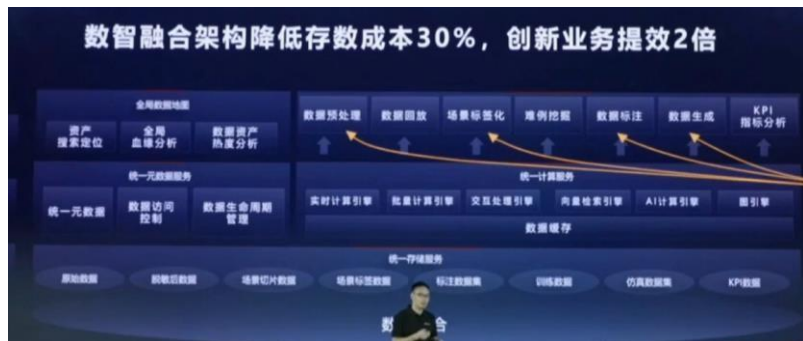 数智融合架构降低存数成本30%，创新业务提效2倍
全局数据地图
资产
搜索定位
全局
血缘分析
数据资产
热度分析
数据预处理
数据回放
场景标签化
难例挖掘
数据标注
数据生成
KPI
指标分析
统一元数据服务
统一元数据
数据访问
控制
数据生命周期
管理
统一计算服务
实时计算引擎
批量计算引擎
交互处理引擎
向量检索引擎
AI计算引擎
图引擎
数据缓存
统一存储服务
原始数据
脱敏后数据
场景切片数据
场景标签数据
标注数据集
训练数据
仿真数据集
KPI数据
数
合